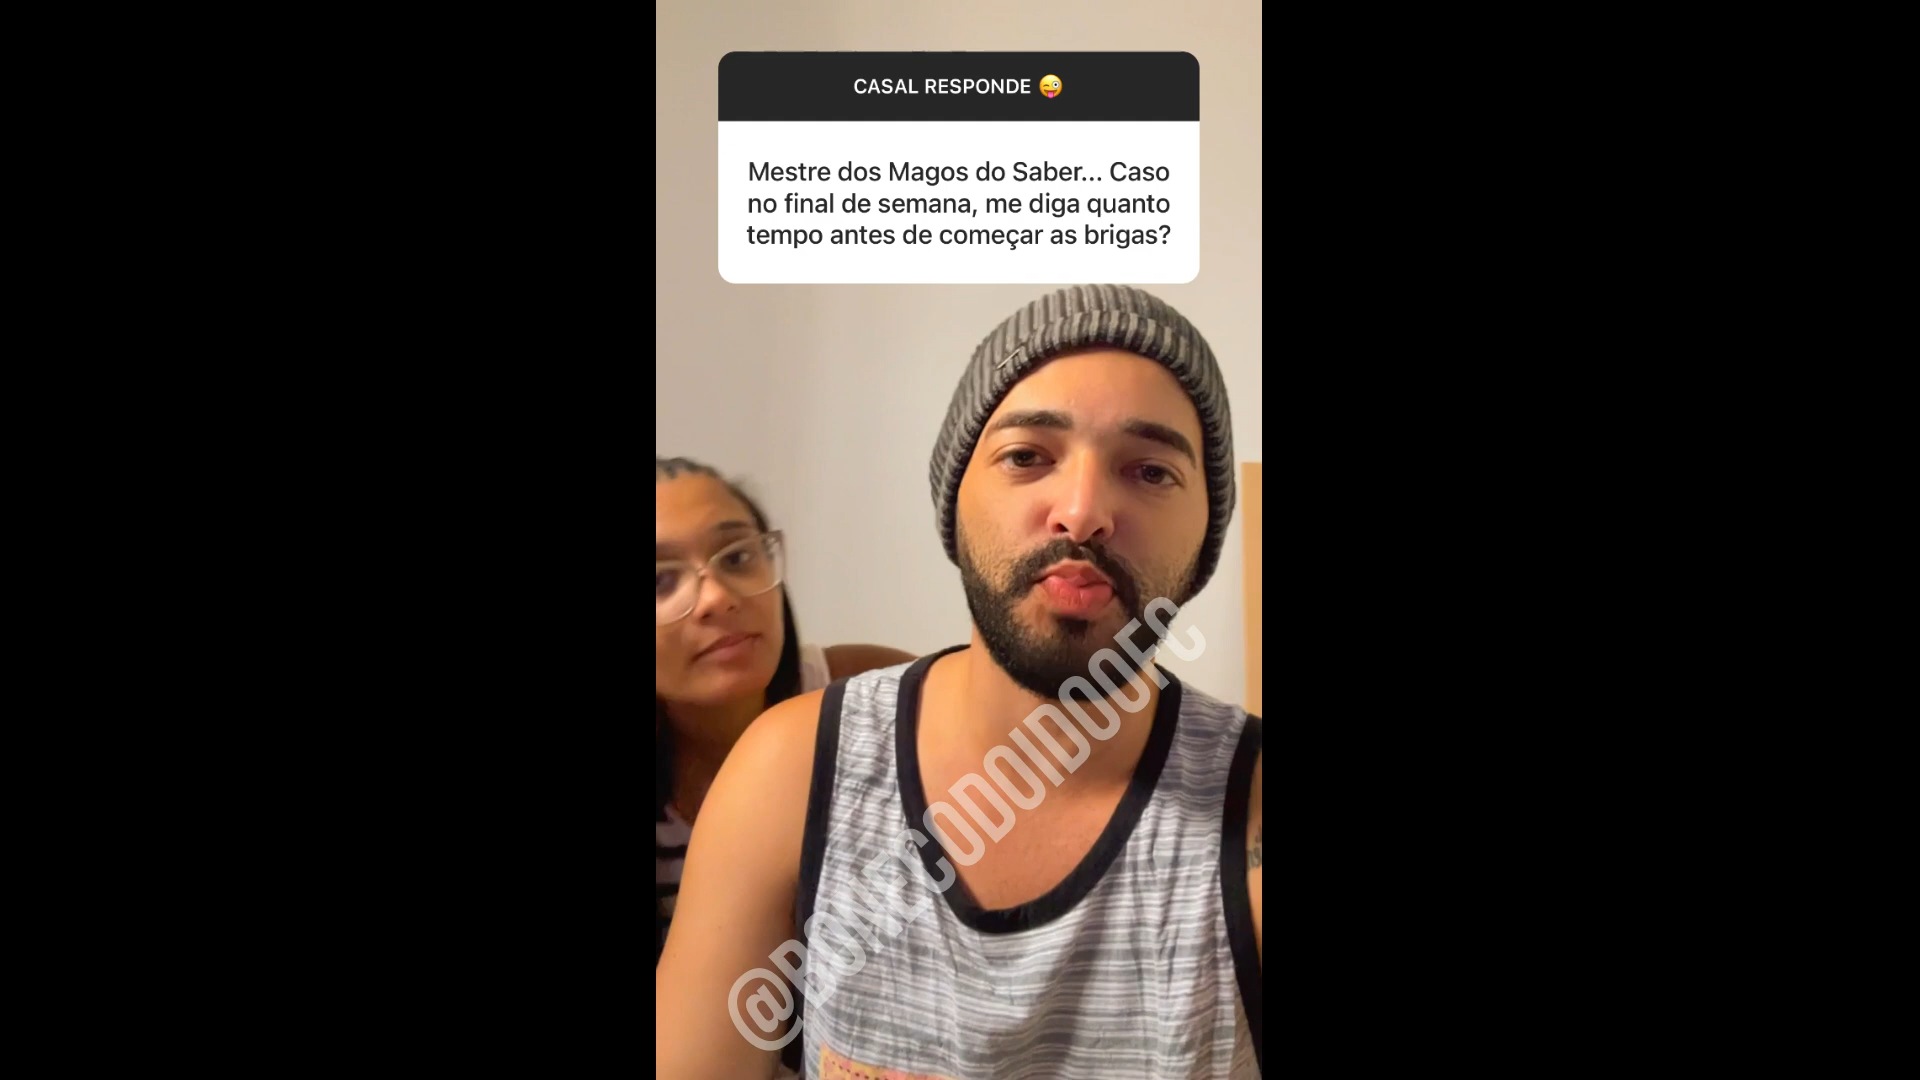 CASAL RESPONDE 😜
Mestre dos Magos do Saber... Caso
no final de semana, me diga quanto
tempo antes de começar as brigas?
@BONECODOIDOOFC